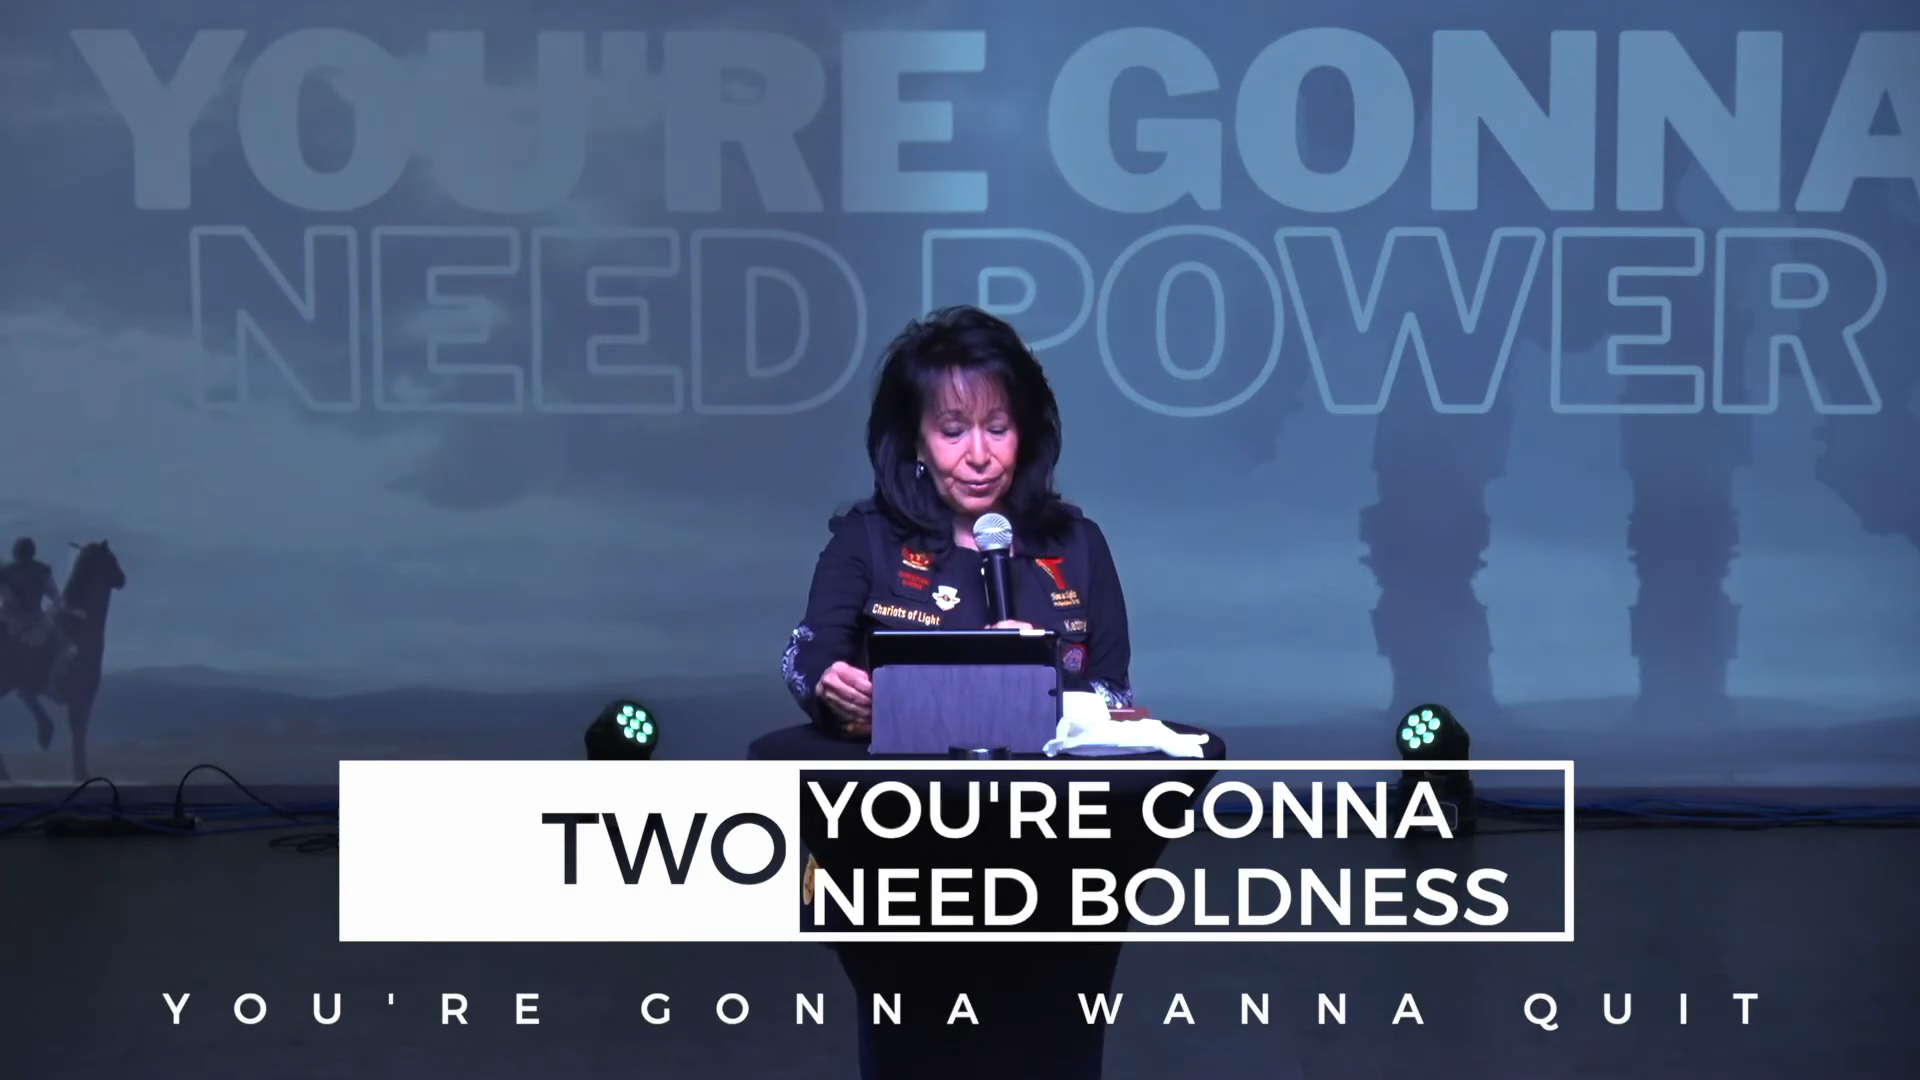 YOU'RE GONNA
NEED POWER
Chariots of Light
TWO
YOU'RE GONNA
NEED BOLDNESS
YOU'RE GONNA WANNA QUIT